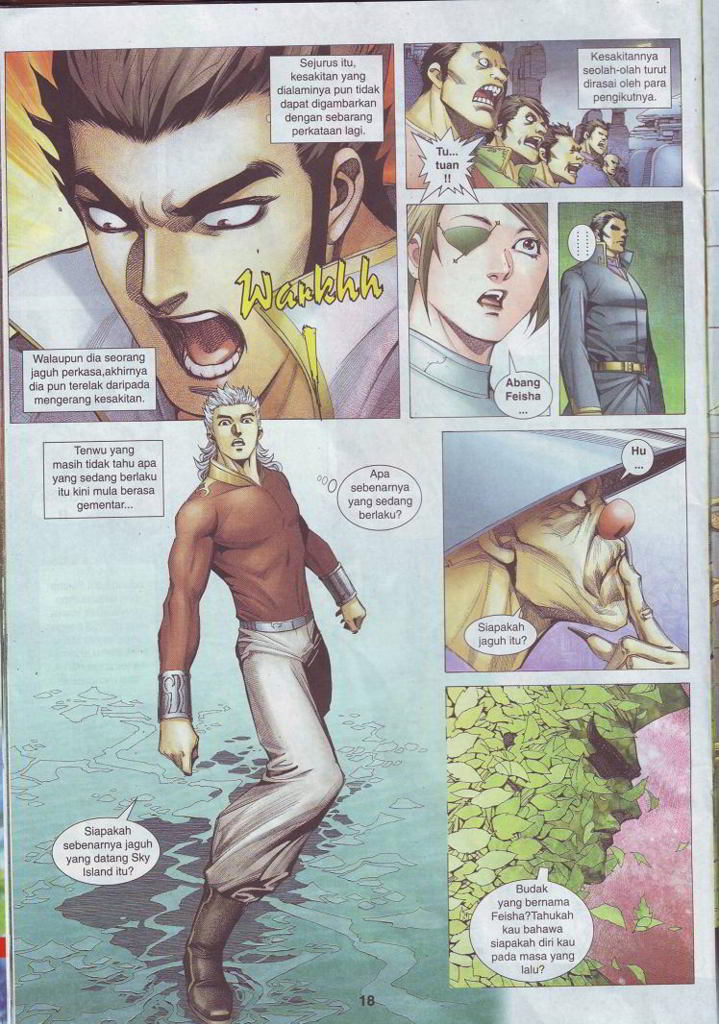 Sejurus itu,
kesakitan yang
dialaminya pun tidak
dapat digambarkan
dengan sebarang
perkataan lagi.
Warkhh
!
Walaupun dia seorang
jaguh perkasa,akhirnya
dia pun terelak daripada
mengerang kesakitan.
Kesakitannya
seolah-olah turut
dirasai oleh para
pengikutnya.
Tu...
tuan
!!
Abang
Feisha
...
......
Tenwu yang
masih tidak tahu apa
yang sedang berlaku
itu kini mula berasa
gementar...
Apa
sebenarnya
yang sedang
berlaku?
Siapakah
sebenarnya jaguh
yang datang Sky
Island itu?
Hu
...
Siapakah
jaguh itu?
Budak
yang bernama
Feisha?Tahukah
kau bahawa
siapakah diri kau
pada masa yang
lalu?
18